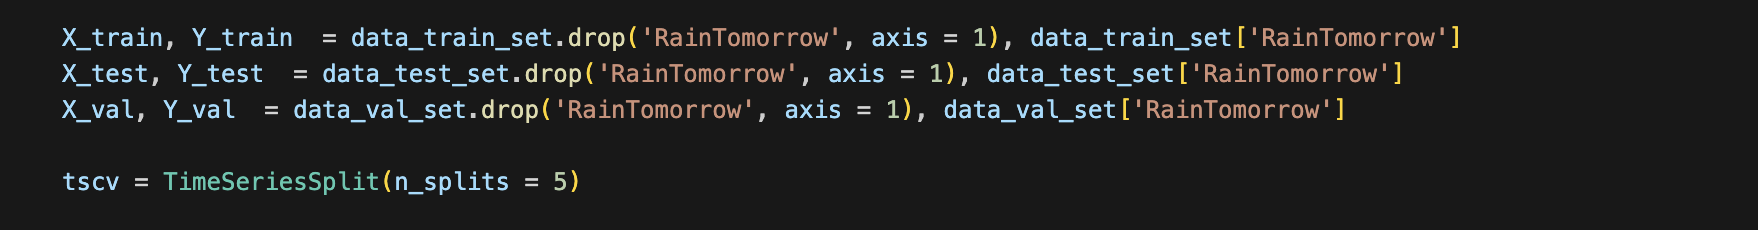 X_train, Y_train  = data_train_set.drop('RainTomorrow', axis = 1), data_train_set['RainTomorrow']
X_test, Y_test  = data_test_set.drop('RainTomorrow', axis = 1), data_test_set['RainTomorrow']
X_val, Y_val  = data_val_set.drop('RainTomorrow', axis = 1), data_val_set['RainTomorrow']
tscv = TimeSeriesSplit(n_splits = 5)